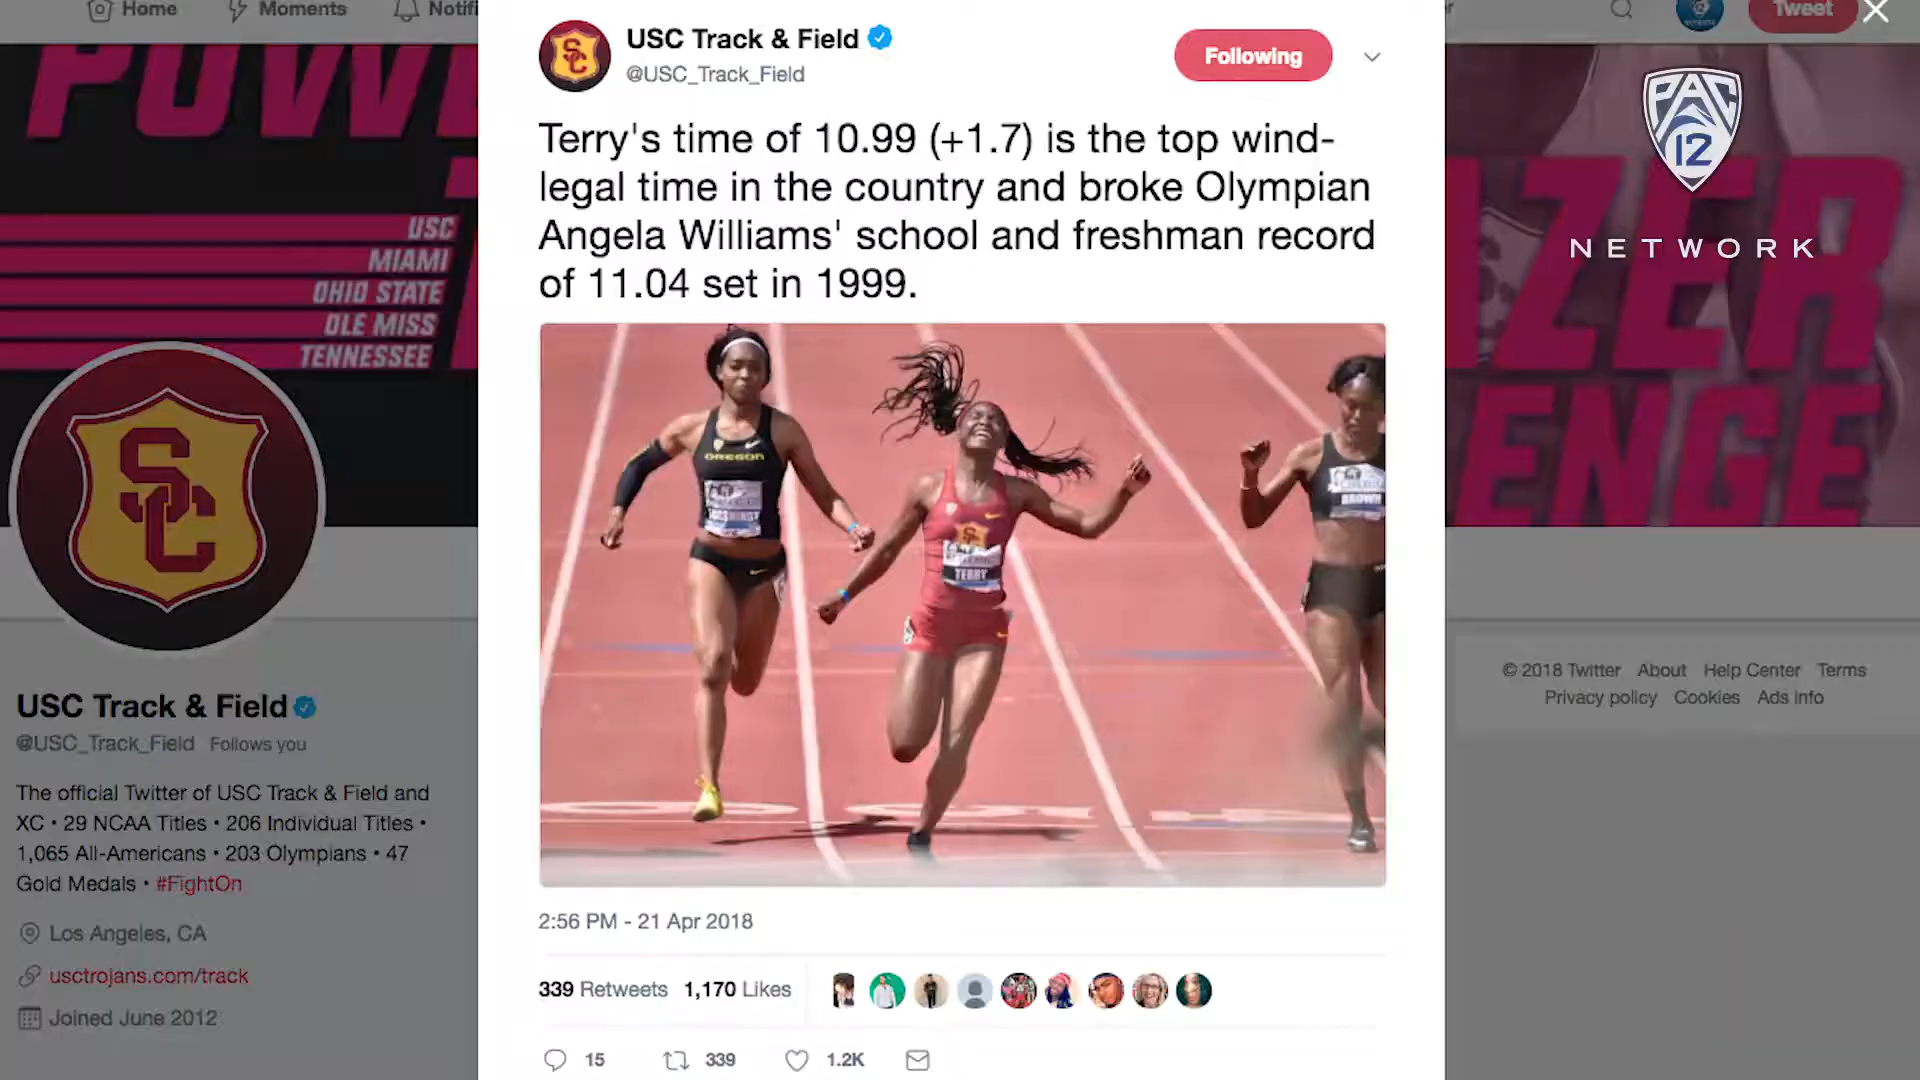 Home
Moments
Notifi
Tweet
POW
USC
MIAMI
OHIO STATE
OLE MISS
TENNESSEE
SC
USC Track & Field
@USC_Track_Field Follows you
The official Twitter of USC Track & Field and
XC • 29 NCAA Titles • 206 Individual Titles •
1,065 All-Americans • 203 Olympians • 47
Gold Medals • #FightOn
Los Angeles, CA
usctrojans.com/track
Joined June 2012
SC
USC Track & Field
@USC_Track_Field
Following
Terry's time of 10.99 (+1.7) is the top wind-
legal time in the country and broke Olympian
Angela Williams' school and freshman record
of 11.04 set in 1999.
OREGON
SC
TERRY
BROWN
2:56 PM - 21 Apr 2018
339 Retweets 1,170 Likes
15 339 1.2K
PAC
12
NETWORK
AZER
ENGE
© 2018 Twitter About Help Center Terms
Privacy policy Cookies Ads info